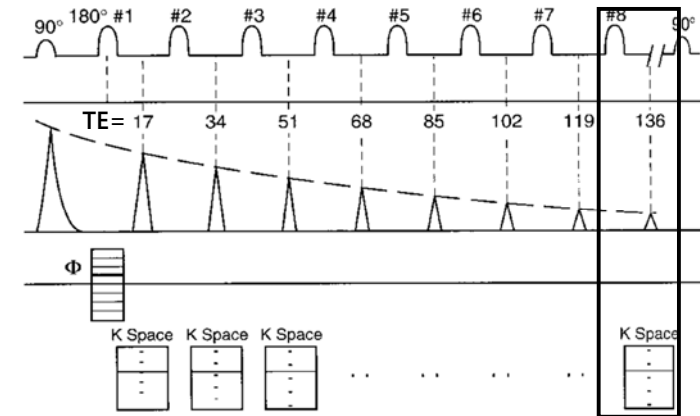 90° 180° #1 #2 #3 #4 #5 #6 #7 #8 90°
TE= 17 34 51 68 85 102 119 136
Φ
K Space K Space K Space K Space